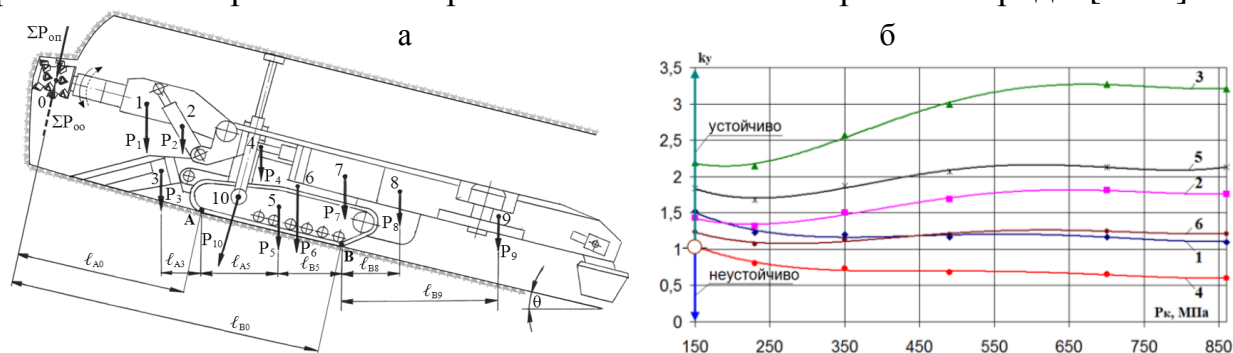 а
б
ΣPоп
0
ΣPоо
1
2
P1
P2
3
P3
4
P4
10
P10
5
P5
6
P6
7
P7
8
P8
9
P9
A
B
ℓA0
ℓA3
ℓA5
ℓB5
ℓB8
ℓB9
ℓB0
θ
kу
3,5
3
2,5
2
1,5
1
0,5
0
устойчиво
неустойчиво
3
5
2
6
1
4
Pк, МПа
150 250 350 450 550 650 750 850